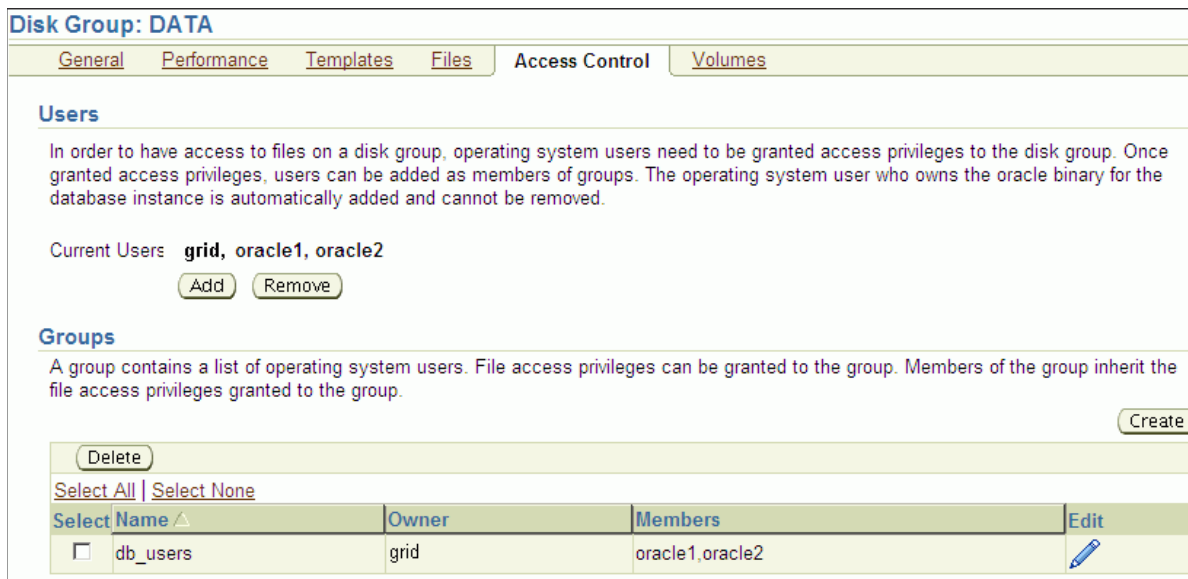 Disk Group: DATA
General Performance Templates Files Access Control Volumes
Users
In order to have access to files on a disk group, operating system users need to be granted access privileges to the disk group. Once
granted access privileges, users can be added as members of groups. The operating system user who owns the oracle binary for the
database instance is automatically added and cannot be removed.
Current Users grid, oracle1, oracle2
Add Remove
Groups
A group contains a list of operating system users. File access privileges can be granted to the group. Members of the group inherit the
file access privileges granted to the group.
Create
Delete
Select All | Select None
Select Name Owner Members Edit
db_users grid oracle1,oracle2